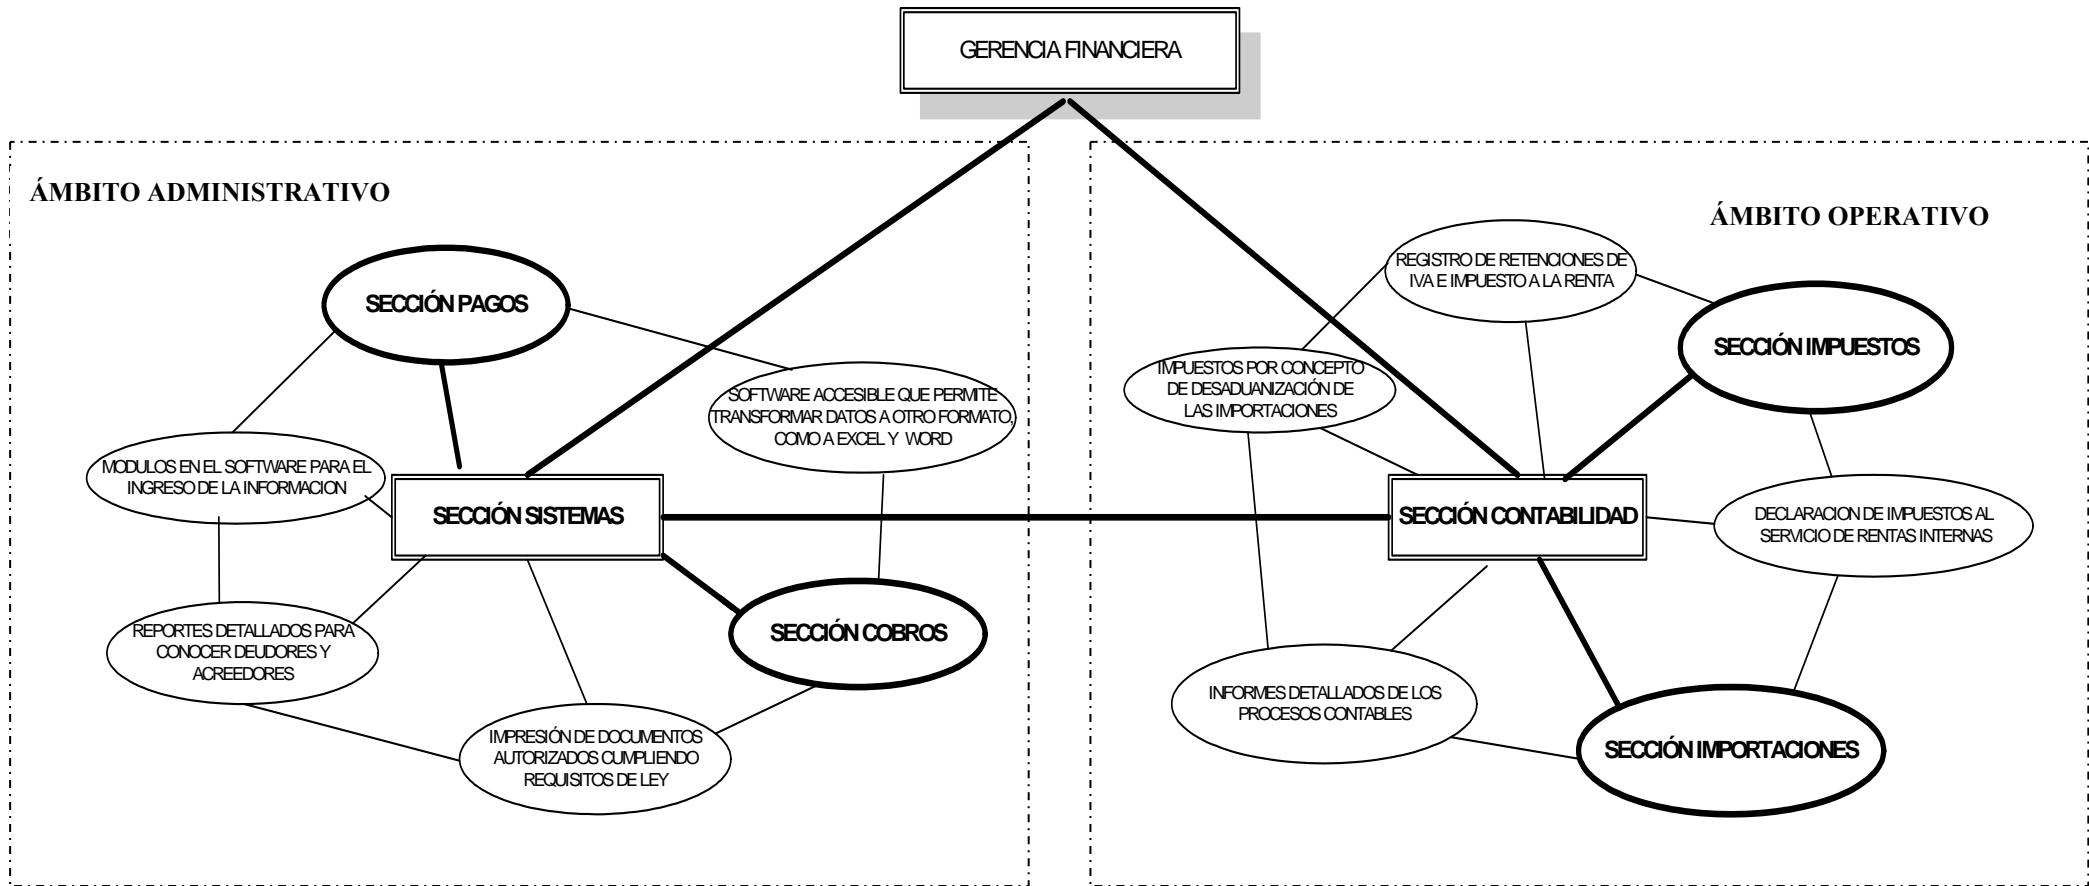 GERENCIA FINANCIERA
ÁMBITO ADMINISTRATIVO
SECCIÓN PAGOS
SOFTWARE ACCESIBLE QUE PERMITE
TRANSFORMAR DATOS A OTRO FORMATO,
COMO A EXCEL Y WORD
MODULOS EN EL SOFTWARE PARA EL
INGRESO DE LA INFORMACION
SECCIÓN SISTEMAS
REPORTES DETALLADOS PARA
CONOCER DEUDORES Y
ACREEDORES
SECCIÓN COBROS
IMPRESIÓN DE DOCUMENTOS
AUTORIZADOS CUMPLIENDO
REQUISITOS DE LEY
ÁMBITO OPERATIVO
REGISTRO DE RETENCIONES DE
IVA E IMPUESTO A LA RENTA
SECCIÓN IMPUESTOS
IMPUESTOS POR CONCEPTO
DE DESADUANIZACIÓN DE
LAS IMPORTACIONES
SECCIÓN CONTABILIDAD
DECLARACION DE IMPUESTOS AL
SERVICIO DE RENTAS INTERNAS
INFORMES DETALLADOS DE LOS
PROCESOS CONTABLES
SECCIÓN IMPORTACIONES